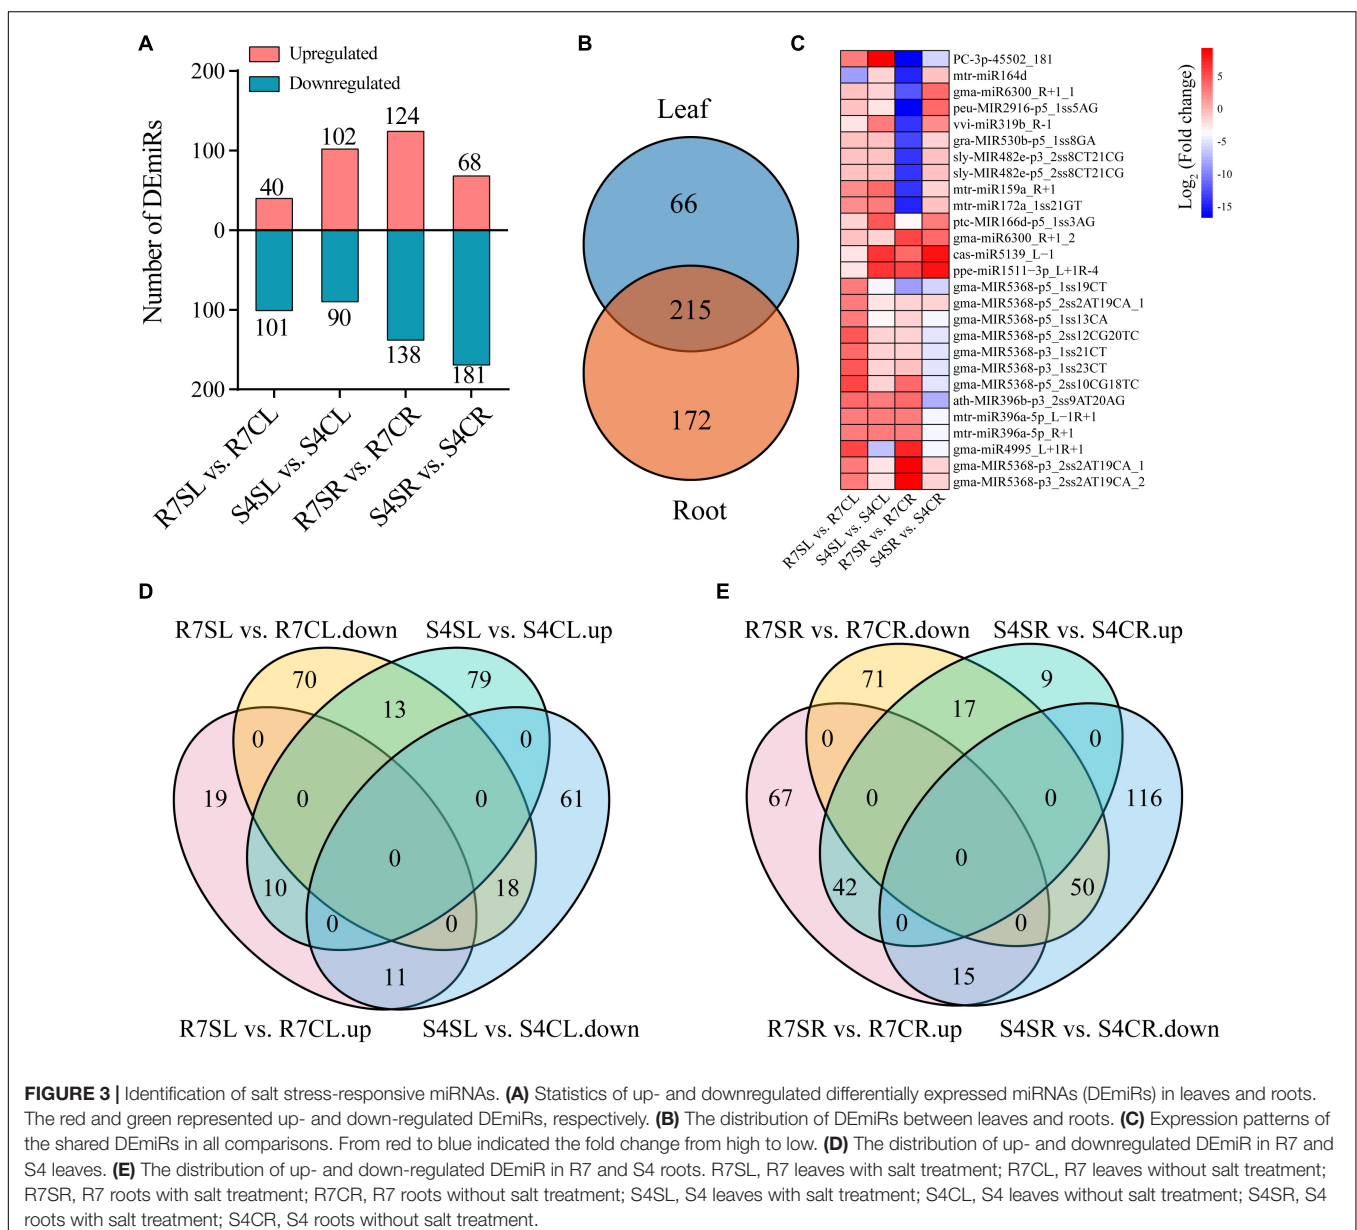 A
Upregulated
Downregulated
Number of DEmiRs
200
100
0
100
200
40
102
124
68
101
90
138
181
R7SL vs. R7CL
S4SL vs. S4CL
R7SR vs. R7CR
S4SR vs. S4CR
B
Leaf
66
215
172
Root
C
PC-3p-45502_181
mtr-miR164d
gma-miR6300_R+1_1
peu-MIR2916-p5_1ss5AG
vvi-miR319b_R-1
gra-MIR530b-p5_1ss8GA
sly-MIR482e-p3_2ss8CT21CG
sly-MIR482e-p5_2ss8CT21CG
mtr-miR159a_R+1
mtr-miR172a_1ss21GT
ptc-MIR166d-p5_1ss3AG
gma-miR6300_R+1_2
cas-miR5139_L−1
ppe-miR1511−3p_L+1R-4
gma-MIR5368-p5_1ss19CT
gma-MIR5368-p5_2ss2AT19CA_1
gma-MIR5368-p5_1ss13CA
gma-MIR5368-p5_2ss12CG20TC
gma-MIR5368-p3_1ss21CT
gma-MIR5368-p3_1ss23CT
gma-MIR5368-p5_2ss10CG18TC
ath-MIR396b-p3_2ss9AT20AG
mtr-miR396a-5p_L−1R+1
mtr-miR396a-5p_R+1
gma-miR4995_L+1R+1
gma-MIR5368-p3_2ss2AT19CA_1
gma-MIR5368-p3_2ss2AT19CA_2
R7SL vs. R7CL
S4SL vs. S4CL
R7SR vs. R7CR
S4SR vs. S4CR
Log2 (Fold change)
5
0
-5
-10
-15
D
R7SL vs. R7CL.down
S4SL vs. S4CL.up
70
79
13
0
0
19
0
0
61
0
10
18
0
0
11
R7SL vs. R7CL.up
S4SL vs. S4CL.down
E
R7SR vs. R7CR.down
S4SR vs. S4CR.up
71
9
17
0
0
67
0
0
116
0
42
50
0
0
15
R7SR vs. R7CR.up
S4SR vs. S4CR.down
FIGURE 3 | Identification of salt stress-responsive miRNAs. (A) Statistics of up- and downregulated differentially expressed miRNAs (DEmiRs) in leaves and roots.
The red and green represented up- and down-regulated DEmiRs, respectively. (B) The distribution of DEmiRs between leaves and roots. (C) Expression patterns of
the shared DEmiRs in all comparisons. From red to blue indicated the fold change from high to low. (D) The distribution of up- and downregulated DEmiR in R7 and
S4 leaves. (E) The distribution of up- and down-regulated DEmiR in R7 and S4 roots. R7SL, R7 leaves with salt treatment; R7CL, R7 leaves without salt treatment;
R7SR, R7 roots with salt treatment; R7CR, R7 roots without salt treatment; S4SL, S4 leaves with salt treatment; S4CL, S4 leaves without salt treatment; S4SR, S4
roots with salt treatment; S4CR, S4 roots without salt treatment.